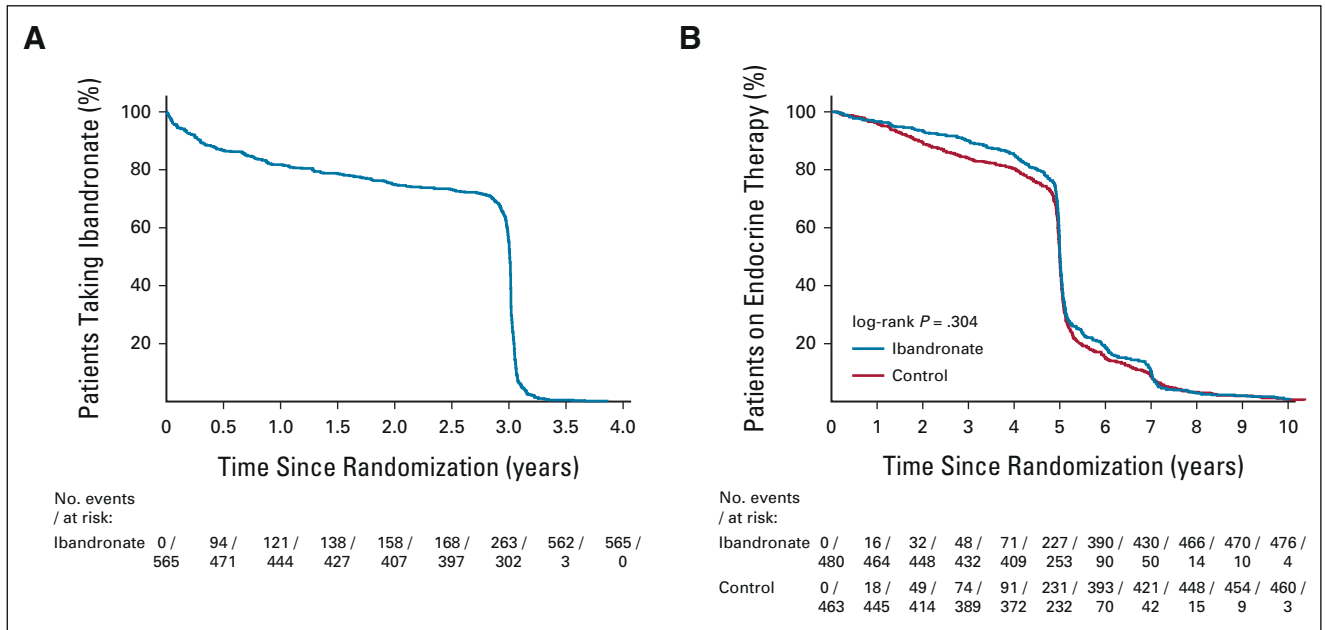 A
Patients Taking Ibandronate (%)
100
80
60
40
20
0 0.5 1.0 1.5 2.0 2.5 3.0 3.5 4.0
Time Since Randomization (years)
No. events
/ at risk:
Ibandronate 0 / 94 / 121 / 138 / 158 / 168 / 263 / 562 / 565 /
565 471 444 427 407 397 302 3 0
B
Patients on Endocrine Therapy (%)
100
80
60
40
20
log-rank P = .304
Ibandronate
Control
0 1 2 3 4 5 6 7 8 9 10
Time Since Randomization (years)
No. events
/ at risk:
Ibandronate 0 / 16 / 32 / 48 / 71 / 227 / 390 / 430 / 466 / 470 / 476 /
480 464 448 432 409 253 90 50 14 10 4
Control 0 / 18 / 49 / 74 / 91 / 231 / 393 / 421 / 448 / 454 / 460 /
463 445 414 389 372 232 70 42 15 9 3